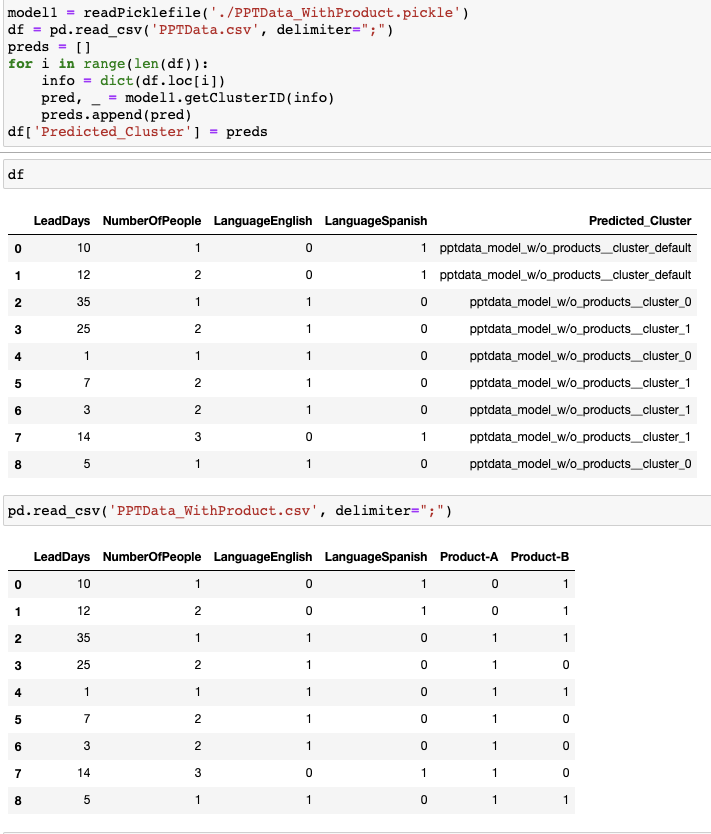 model1 = readPicklefile('./PPTData_WithProduct.pickle')
df = pd.read_csv('PPTData.csv', delimiter=";")
preds = []
for i in range(len(df)):
    info = dict(df.loc[i])
    pred, _ = model1.getClusterID(info)
    preds.append(pred)
df['Predicted_Cluster'] = preds
df
LeadDays NumberOfPeople LanguageEnglish LanguageSpanish Predicted_Cluster
0 10 1 0 1 pptdata_model_w/o_products__cluster_default
1 12 2 0 1 pptdata_model_w/o_products__cluster_default
2 35 1 1 0 pptdata_model_w/o_products__cluster_0
3 25 2 1 0 pptdata_model_w/o_products__cluster_1
4 1 1 1 0 pptdata_model_w/o_products__cluster_0
5 7 2 1 0 pptdata_model_w/o_products__cluster_1
6 3 2 1 0 pptdata_model_w/o_products__cluster_1
7 14 3 0 1 pptdata_model_w/o_products__cluster_1
8 5 1 1 0 pptdata_model_w/o_products__cluster_0
pd.read_csv('PPTData_WithProduct.csv', delimiter=";")
LeadDays NumberOfPeople LanguageEnglish LanguageSpanish Product-A Product-B
0 10 1 0 1 0 1
1 12 2 0 1 0 1
2 35 1 1 0 1 1
3 25 2 1 0 1 0
4 1 1 1 0 1 1
5 7 2 1 0 1 0
6 3 2 1 0 1 0
7 14 3 0 1 1 0
8 5 1 1 0 1 1